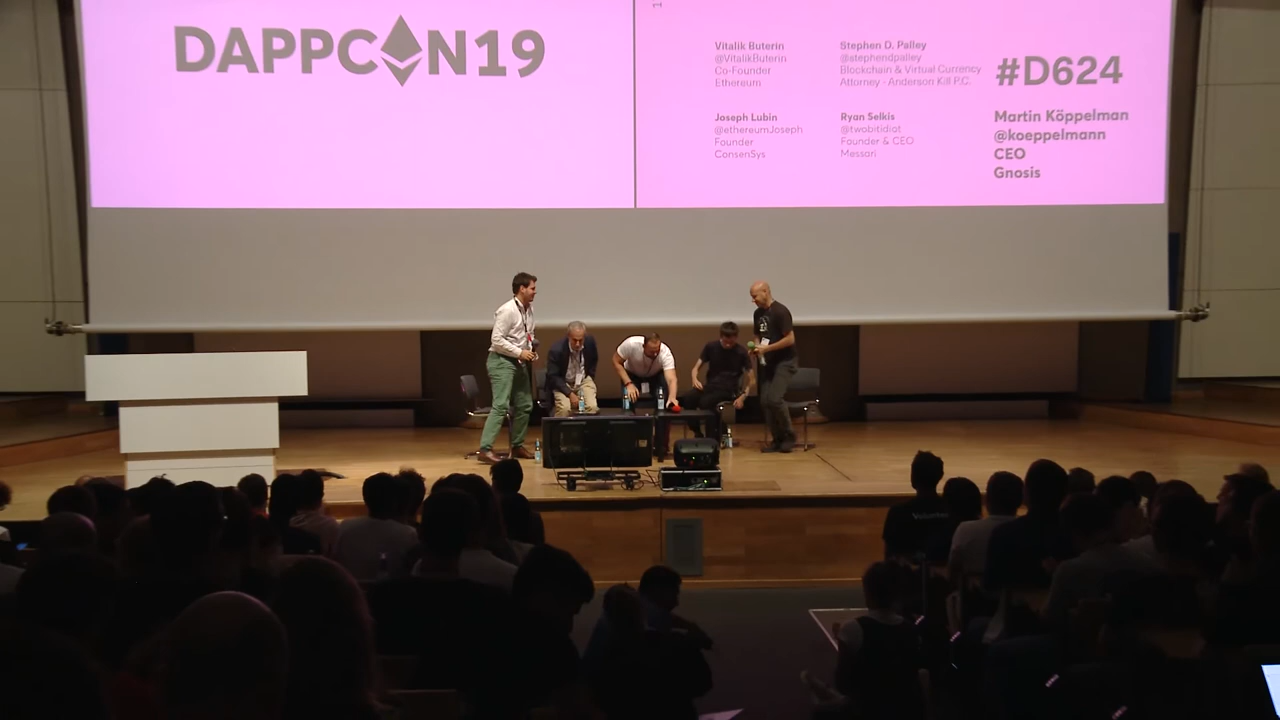 DAPPCON19
Vitalik Buterin
@VitalikButerin
Co-Founder
Ethereum
Stephen D. Palley
@stephendpalley
Blockchain & Virtual Currency
Attorney - Anderson Kill P.C.
Joseph Lubin
@ethereumJoseph
Founder
ConsenSys
Ryan Selkis
@twobitidiot
Founder & CEO
Messari
#D624
Martin Köppelman
@koeppelmann
CEO
Gnosis
Volunteer